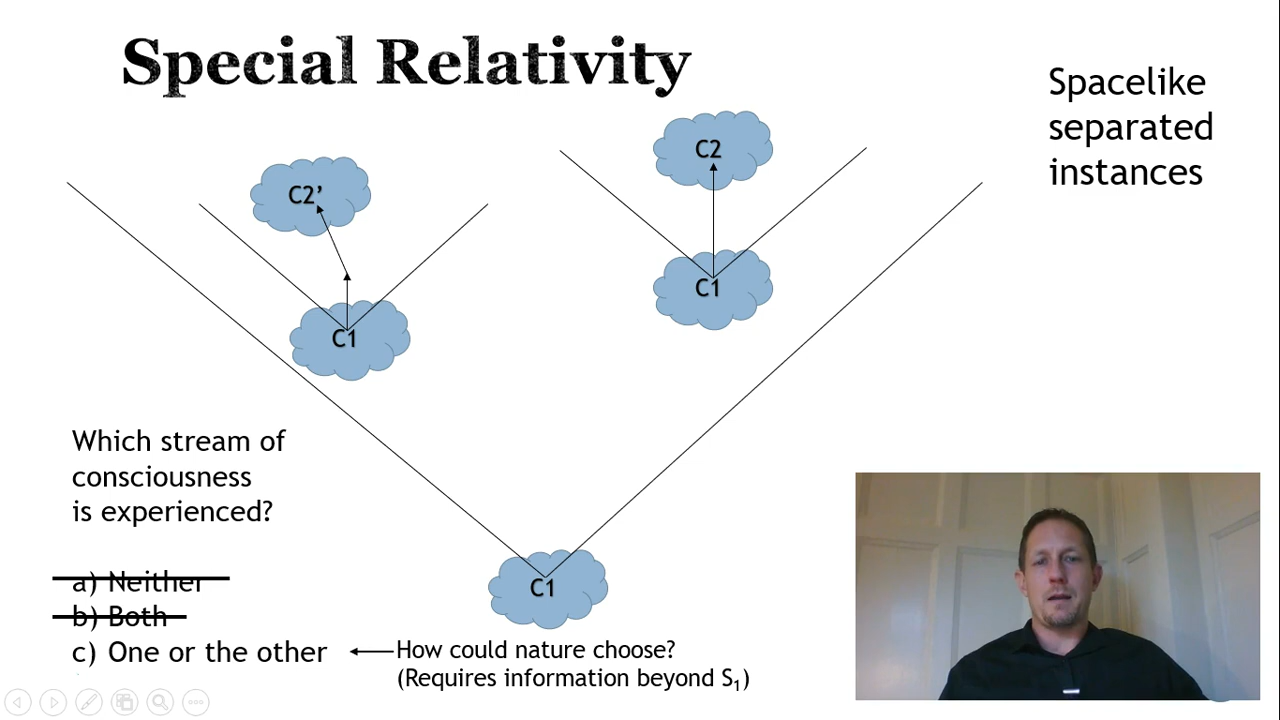 Special Relativity
Spacelike
separated
instances
C2
C2’
C1
C1
Which stream of
consciousness
is experienced?
a) Neither
b) Both
C1
c) One or the other
How could nature choose?
(Requires information beyond S₁)